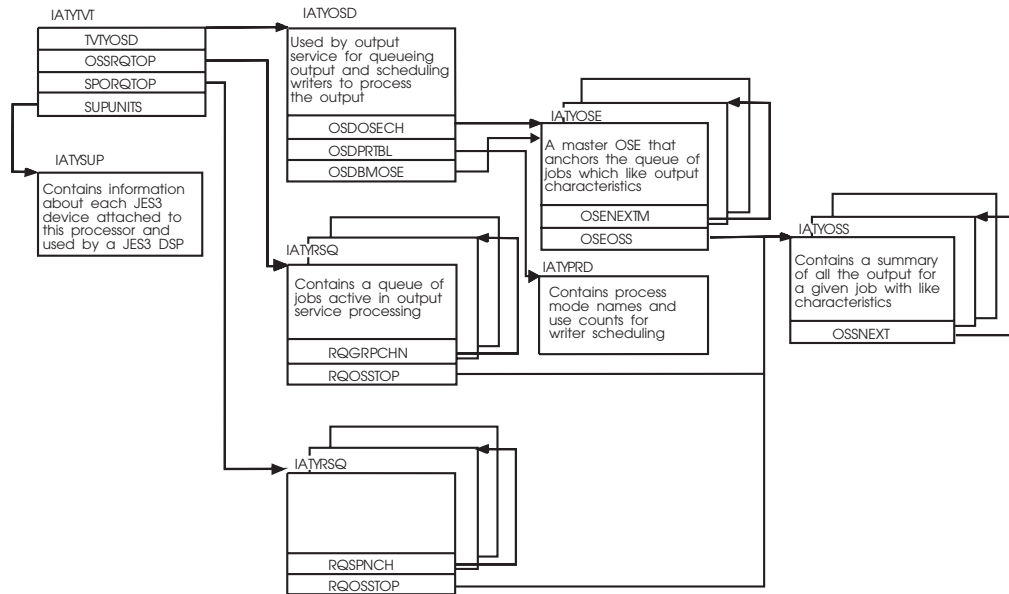 IATYTVT
TVTYOSD
OSSRQTOP
SPORQTOP
SUPUNITS
IATYSUP
Contains information
about each JES3
device attached to
this processor and
used by a JES3 DSP
IATYOSD
Used by output
service for queueing
output and scheduling
writers to process
the output
OSDOSECH
OSDPRTBL
OSDBMOSE
IATYRSQ
Contains a queue of
jobs active in output
service processing
RQGRPCHN
RQOSSTOP
IATYRSQ
RQSPNCH
RQOSSTOP
IATYOSE
A master OSE that
anchors the queue of
jobs which like output
characteristics
OSENEXTM
OSEOSS
IATYPRD
Contains process
mode names and
use counts for
writer scheduling
IATYOSS
Contains a summary
of all the output for
a given job with like
characteristics
OSSNEXT